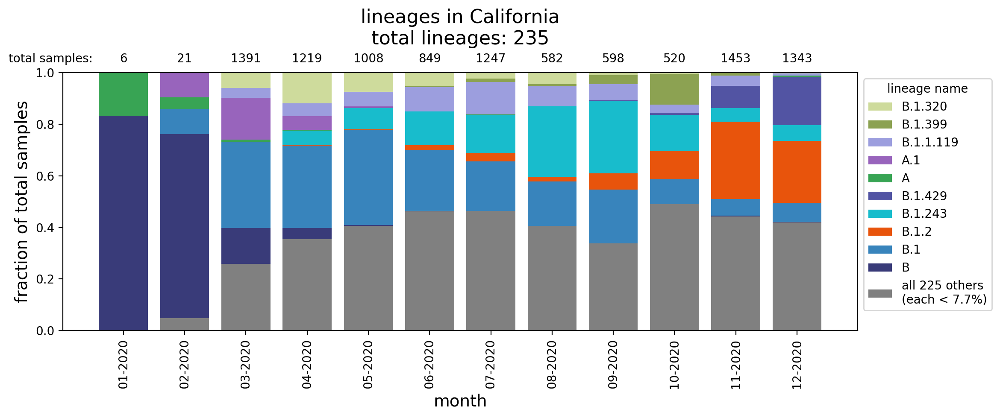 lineages in California
total lineages: 235
total samples: 6 21 1391 1219 1008 849 1247 582 598 520 1453 1343
fraction of total samples
1.0
0.8
0.6
0.4
0.2
0.0
01-2020 02-2020 03-2020 04-2020 05-2020 06-2020 07-2020 08-2020 09-2020 10-2020 11-2020 12-2020
month
lineage name
B.1.320
B.1.399
B.1.1.119
A.1
A
B.1.429
B.1.243
B.1.2
B.1
B
all 225 others
(each < 7.7%)